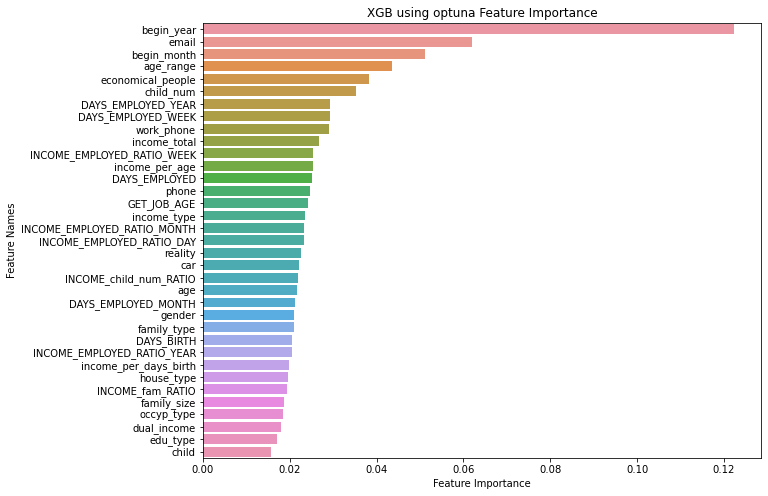 XGB using optuna Feature Importance
begin_year
email
begin_month
age_range
economical_people
child_num
DAYS_EMPLOYED_YEAR
DAYS_EMPLOYED_WEEK
work_phone
income_total
INCOME_EMPLOYED_RATIO_WEEK
income_per_age
DAYS_EMPLOYED
phone
GET_JOB_AGE
income_type
INCOME_EMPLOYED_RATIO_MONTH
INCOME_EMPLOYED_RATIO_DAY
reality
car
INCOME_child_num_RATIO
age
DAYS_EMPLOYED_MONTH
gender
family_type
DAYS_BIRTH
INCOME_EMPLOYED_RATIO_YEAR
income_per_days_birth
house_type
INCOME_fam_RATIO
family_size
occyp_type
dual_income
edu_type
child
Feature Names
0.00 0.02 0.04 0.06 0.08 0.10 0.12
Feature Importance